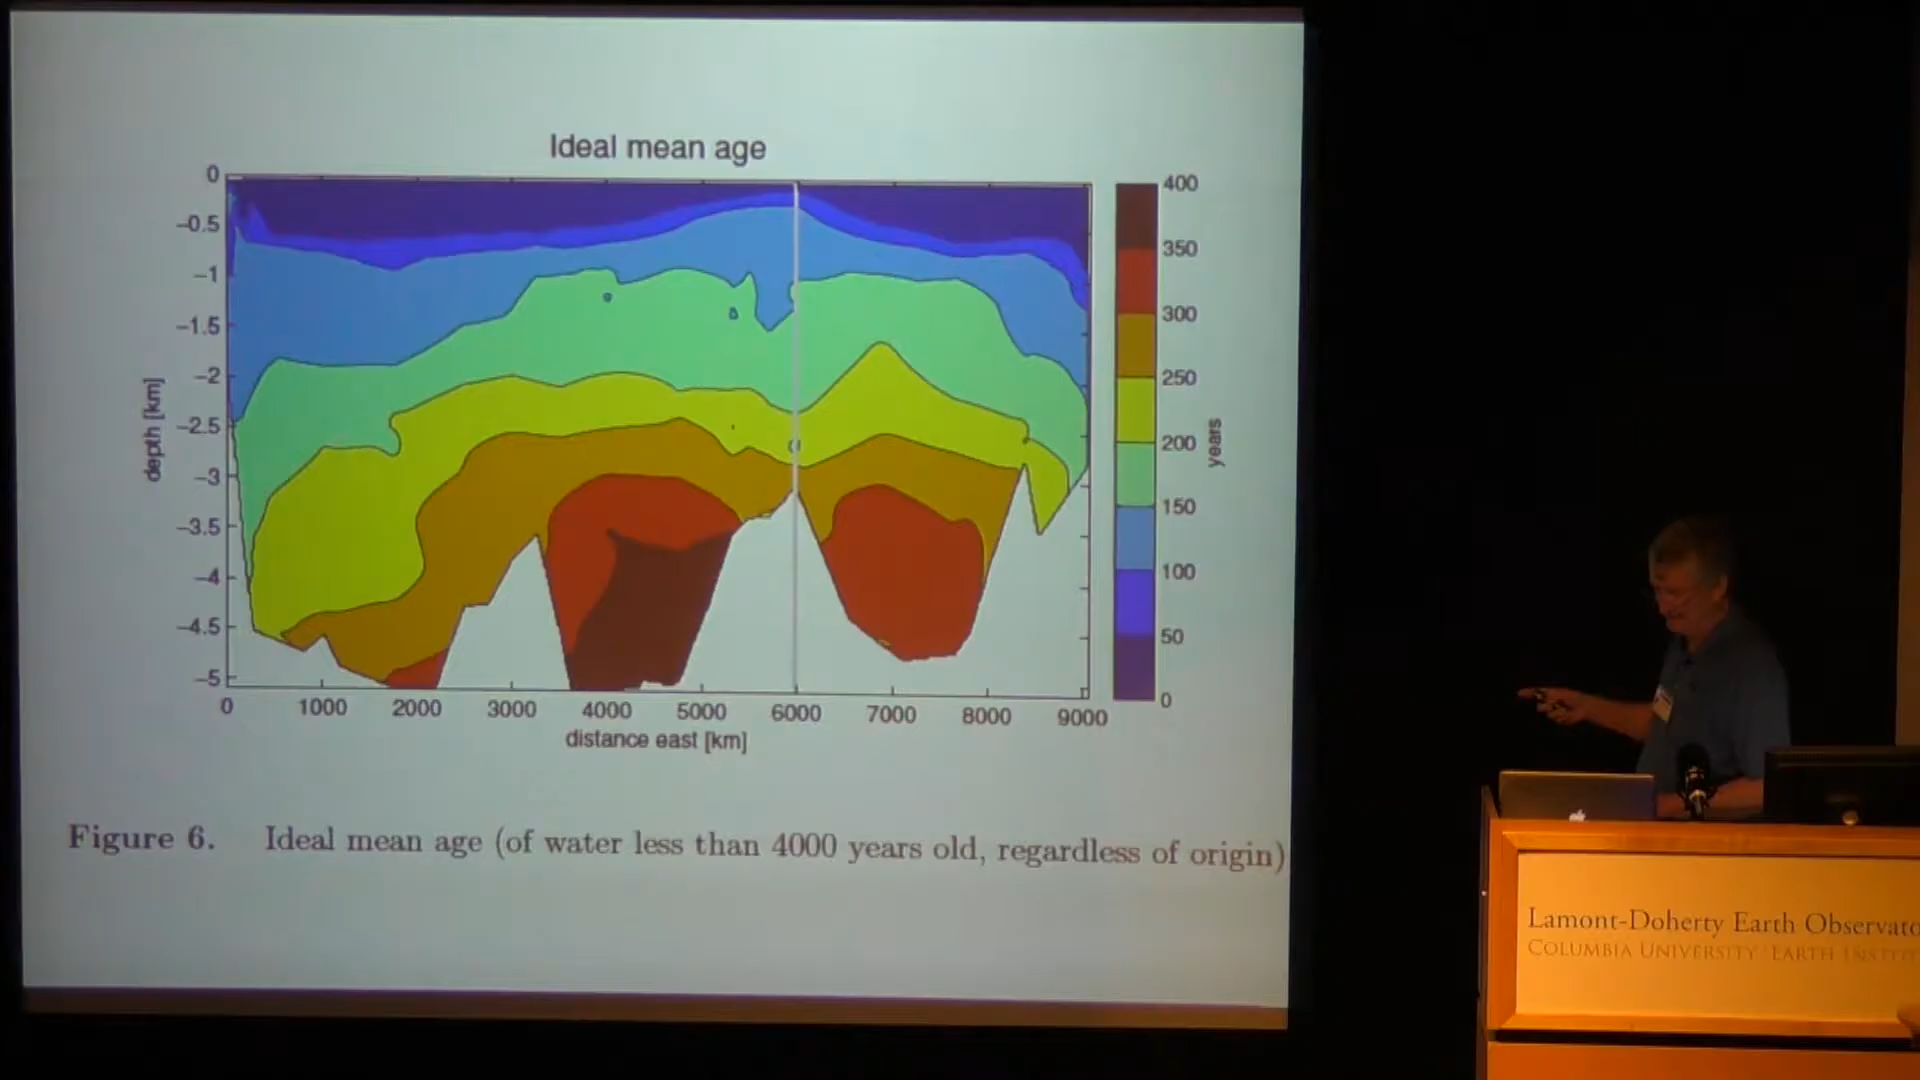 Ideal mean age
0
−0.5
−1
−1.5
−2
−2.5
−3
−3.5
−4
−4.5
−5
depth [km]
0 1000 2000 3000 4000 5000 6000 7000 8000 9000
distance east [km]
400
350
300
250
200
150
100
50
0
years
Figure 6. Ideal mean age (of water less than 4000 years old, regardless of origin)
Lamont-Doherty Earth Observato
COLUMBIA UNIVERSITY EARTH INSTIT